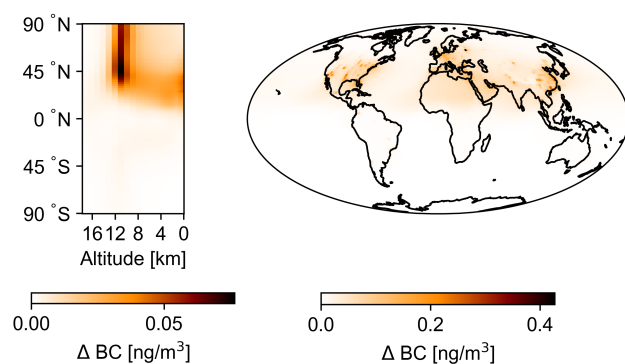 90 °N
45 °N
0 °N
45 °S
90 °S
16 12 8 4 0
Altitude [km]
0.00 0.05
Δ BC [ng/m³]
0.0 0.2 0.4
Δ BC [ng/m³]